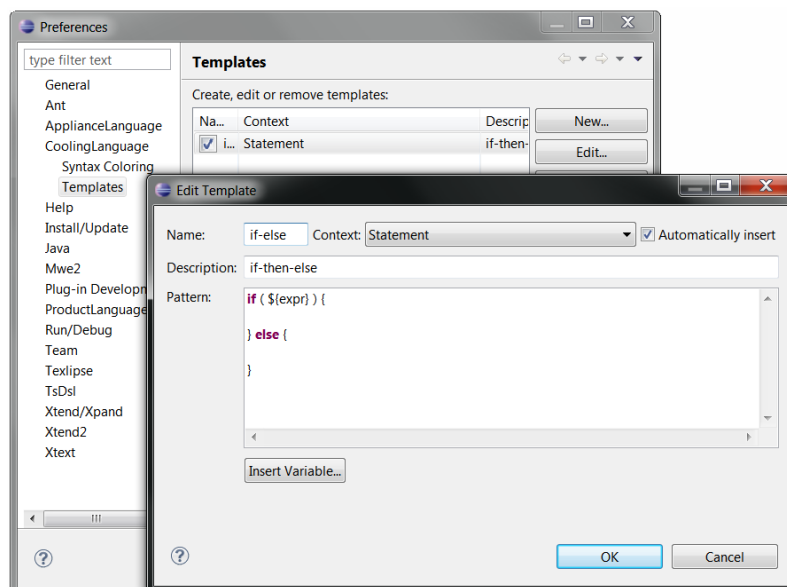 Preferences
type filter text
General
Ant
ApplianceLanguage
CoolingLanguage
Syntax Coloring
Templates
Help
Install/Update
Java
Mwe2
Plug-in Developm
ProductLanguage
Run/Debug
Team
Texlipse
TsDsl
Xtend/Xpand
Xtend2
Xtext
Templates
Create, edit or remove templates:
Na... Context Descrip
i... Statement if-then-
New...
Edit...
Edit Template
Name: if-else Context: Statement Automatically insert
Description: if-then-else
Pattern: if ( ${expr} ) {
} else {
}
Insert Variable...
OK Cancel